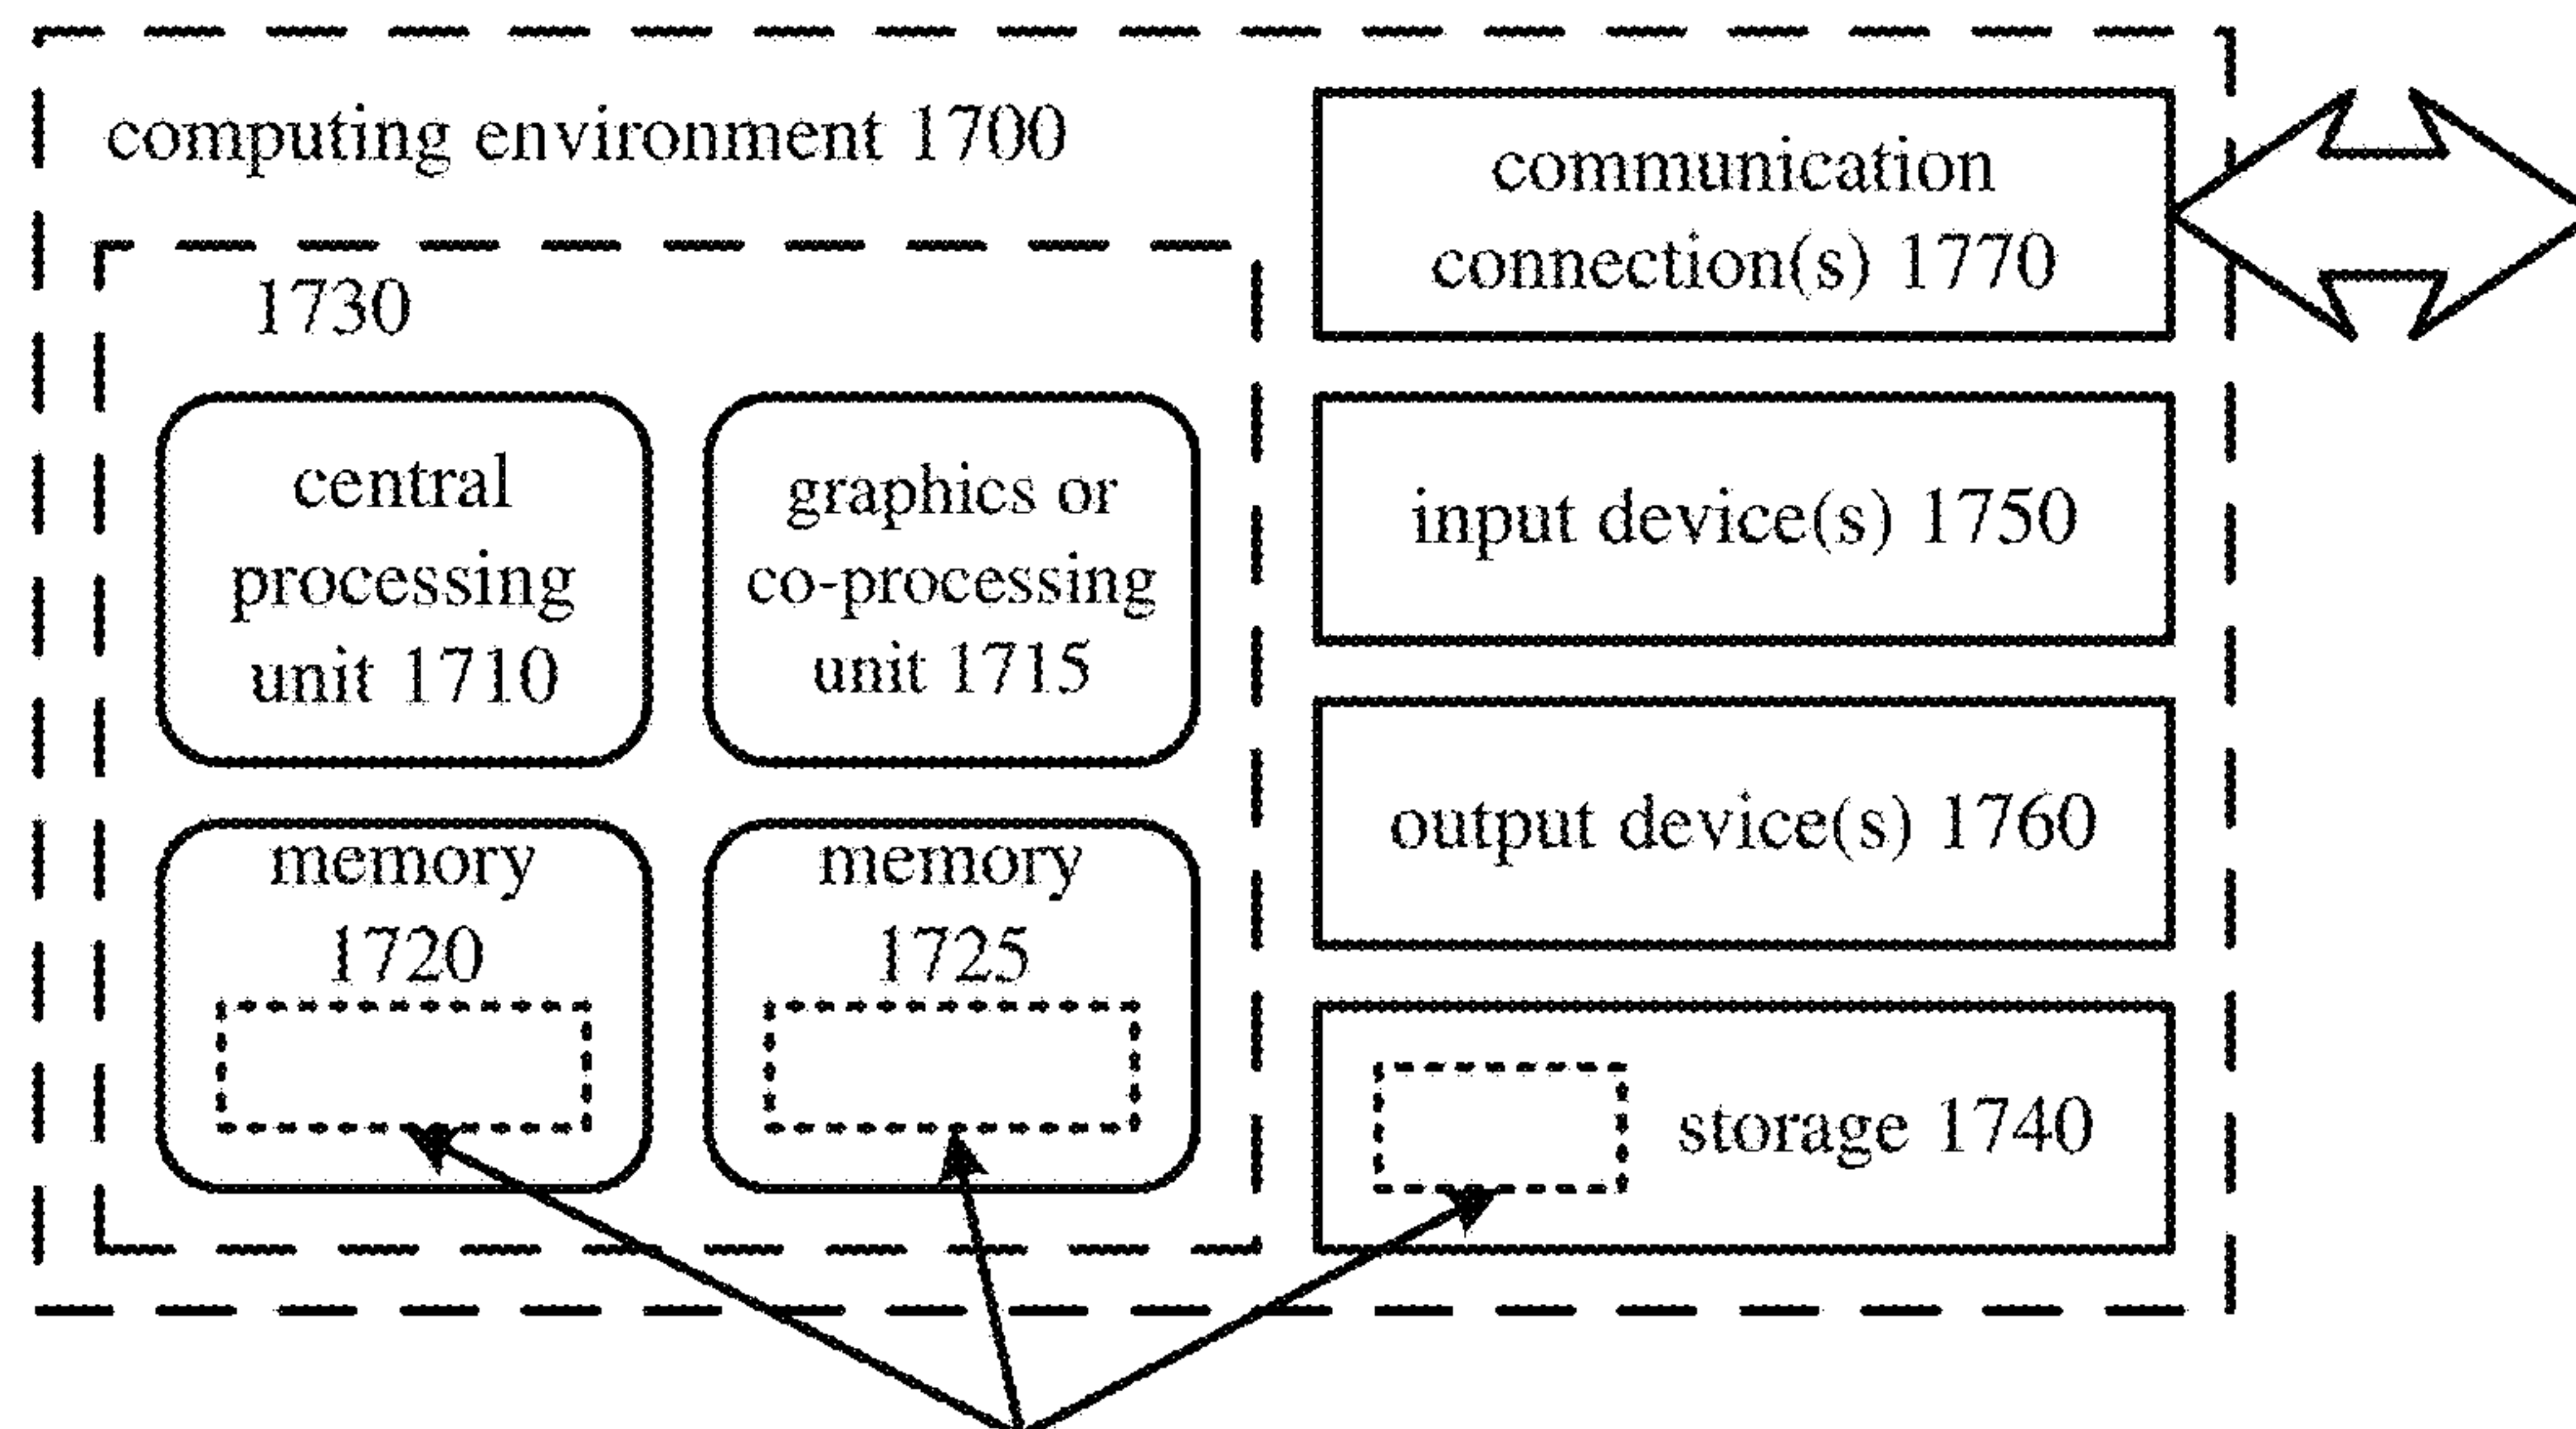 computing environment 1700
1730
central
processing
unit 1710
graphics or
co-processing
unit 1715
memory
1720
memory
1725
communication
connection(s) 1770
input device(s) 1750
output device(s) 1760
storage 1740